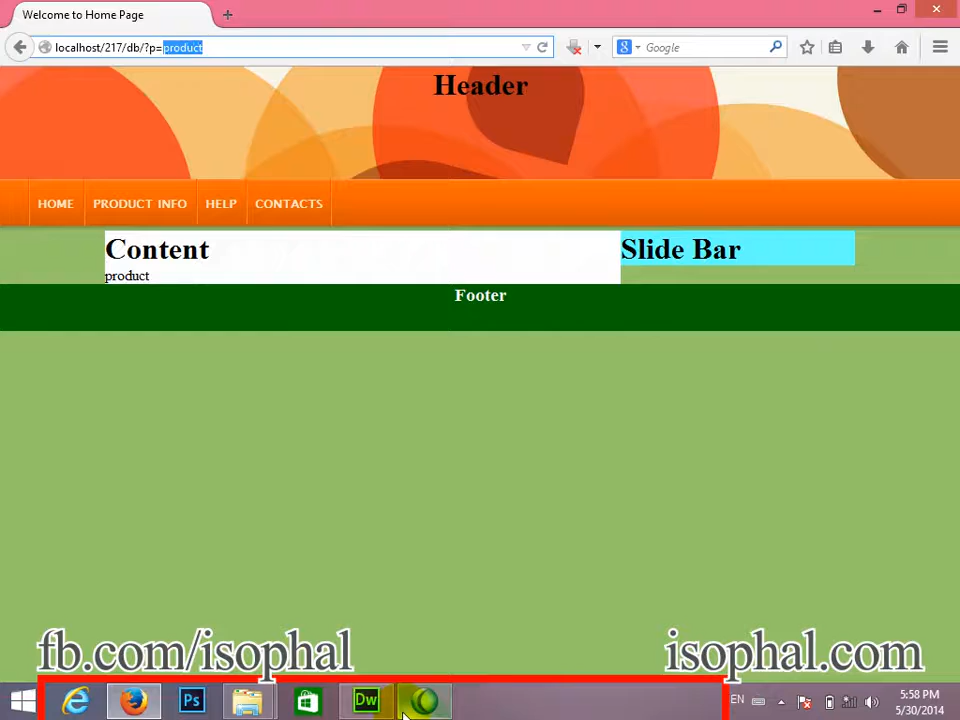 Welcome to Home Page
localhost/217/db/?p=product
Google
Header
HOME
PRODUCT INFO
HELP
CONTACTS
Content
Slide Bar
product
Footer
fb.com/isophal
isophal.com
Ps
Dw
EN
5:58 PM
5/30/2014